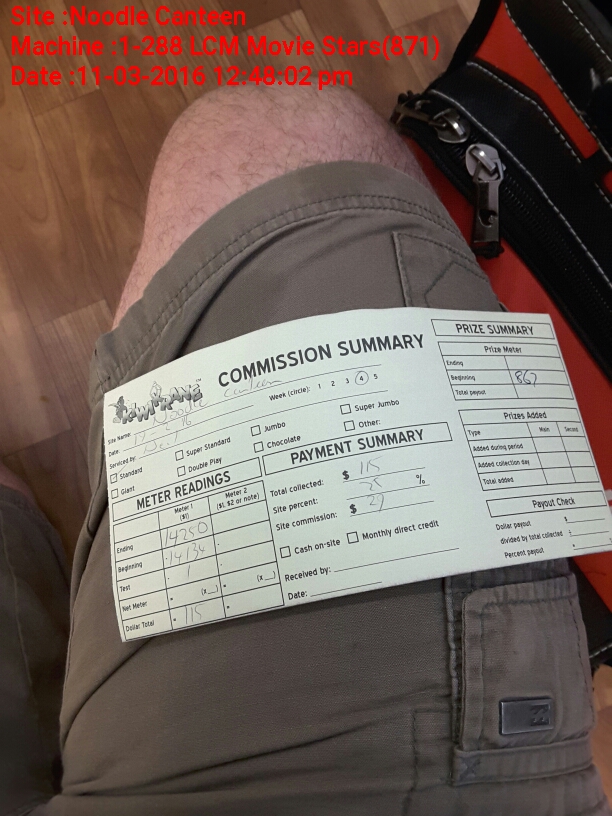 Site :Noodle Canteen
Machine :1-288 LCM Movie Stars(871)
Date :11-03-2016 12:48:02 pm
COMMISSION SUMMARY
Site Name: Noodle Canteen
Week (circle): 1 2 3 4 5
Date:
Serviced by:
Standard
Super Standard
Jumbo
Super Jumbo
Giant
Double Play
Chocolate
Other:
METER READINGS
Meter 1 ($1)
Meter 2 ($1, $2 or note)
Ending 14250
Beginning 14134
Test 1
Net Meter (x__) (x__)
Dollar Total 115
PAYMENT SUMMARY
Total collected: $ 115
Site percent: 25 %
Site commission: $ 29
Cash on-site
Monthly direct credit
Received by:
Date:
PRIZE SUMMARY
Prize Meter
Ending
Beginning 867
Total payout
Prizes Added
Type Main Second
Added during period
Added collection day
Total added
Payout Check
Dollar payout $
divided by total collected ÷
Percent payout =